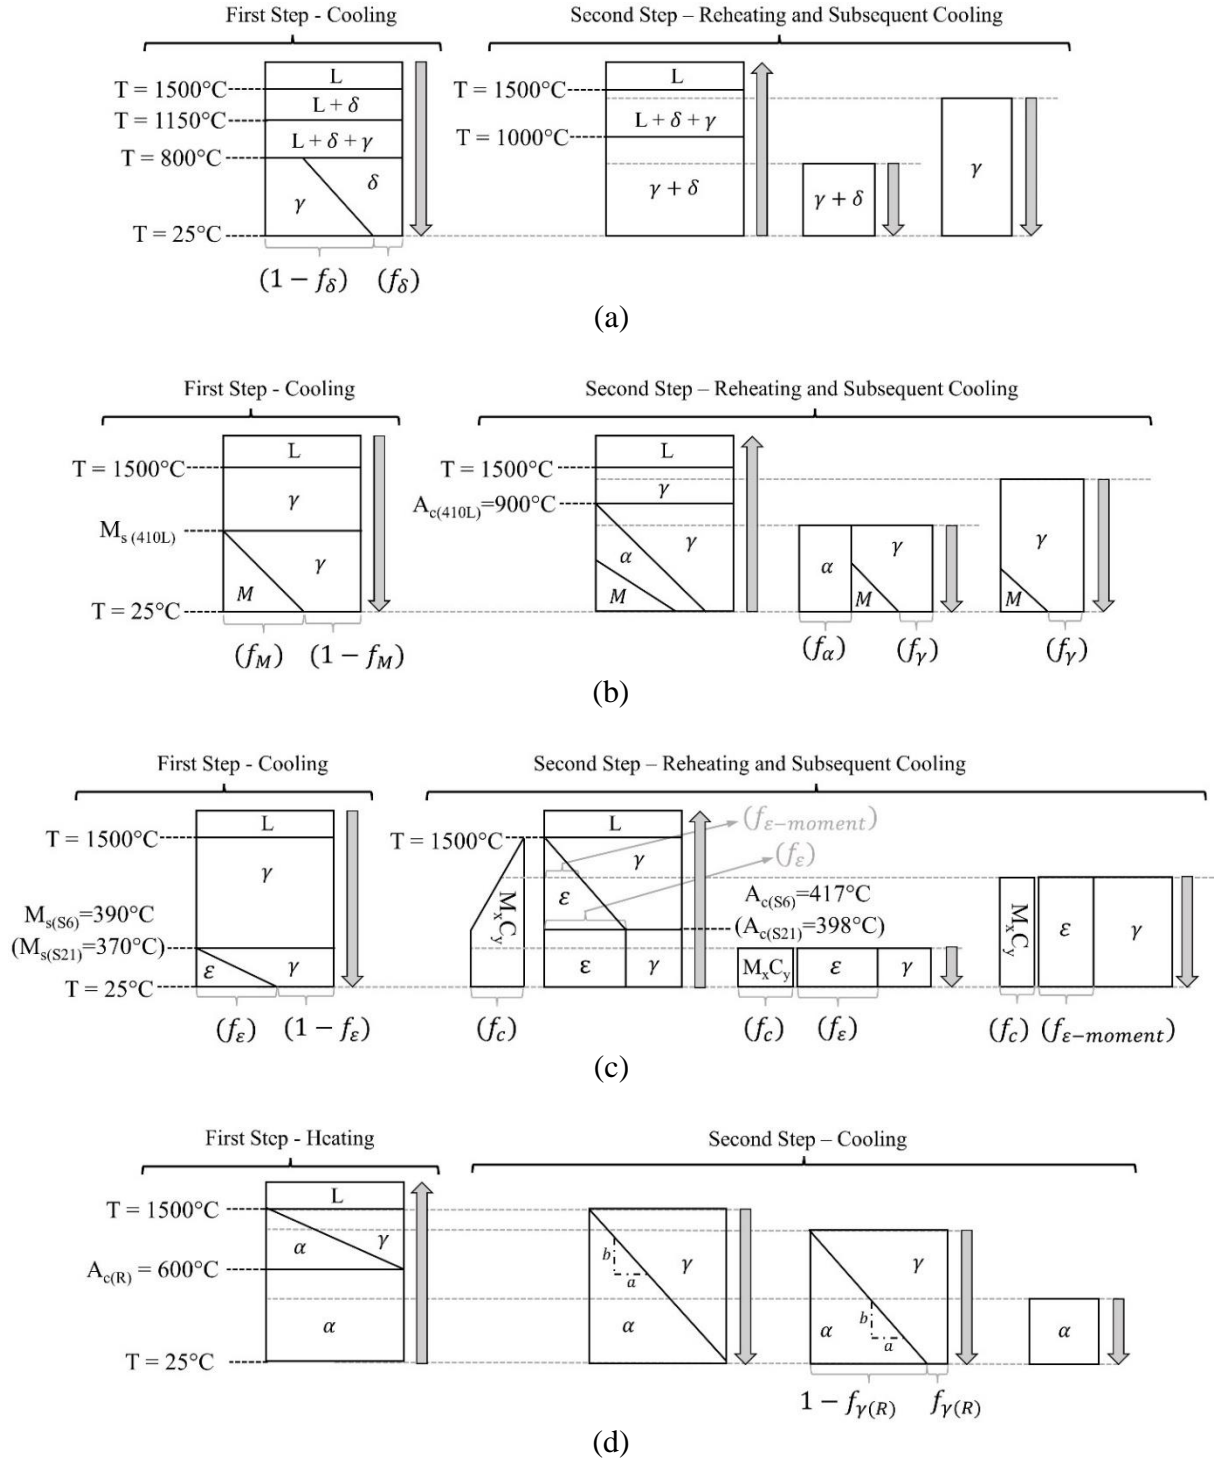 First Step - Cooling
Second Step – Reheating and Subsequent Cooling
L
T = 1500°C
L + δ
T = 1150°C
L + δ + γ
T = 800°C
γ
δ
T = 25°C
(1 − f_δ)
(f_δ)
T = 1500°C
L
L + δ + γ
T = 1000°C
γ + δ
γ + δ
γ
(a)
First Step - Cooling
Second Step – Reheating and Subsequent Cooling
L
T = 1500°C
γ
M_s (410L)
M
γ
T = 25°C
(f_M)
(1 − f_M)
L
T = 1500°C
γ
A_c(410L)=900°C
α
γ
M
α
γ
M
(f_α)
(f_γ)
γ
M
(f_γ)
(b)
First Step - Cooling
Second Step – Reheating and Subsequent Cooling
L
T = 1500°C
γ
M_s(S6)=390°C
(M_s(S21)=370°C)
ε
γ
T = 25°C
(f_ε)
(1 − f_ε)
T = 1500°C
M_xC_y
(f_c)
L
(f_ε−moment)
γ
(f_ε)
ε
A_c(S6)=417°C
(A_c(S21)=398°C)
ε
γ
M_xC_y
ε
γ
(f_c)
(f_ε)
M_xC_y
ε
γ
(f_c)
(f_ε−moment)
(c)
First Step - Heating
Second Step – Cooling
L
T = 1500°C
α
γ
A_c(R) = 600°C
α
T = 25°C
b
a
γ
α
γ
b
a
α
1 − f_γ(R)
f_γ(R)
α
(d)